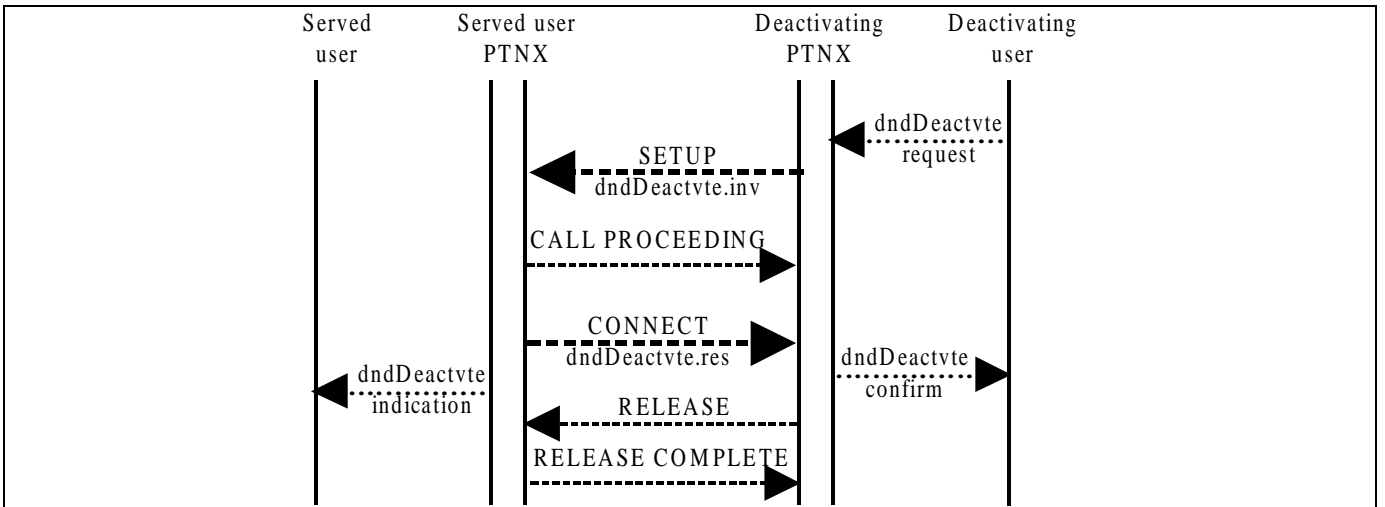 Served user
Served user PTNX
Deactivating PTNX
Deactivating user
dndDeactvte
request
SETUP
dndDeactvte.inv
CALL PROCEEDING
CONNECT
dndDeactvte.res
dndDeactvte
confirm
dndDeactvte
indication
RELEASE
RELEASE COMPLETE